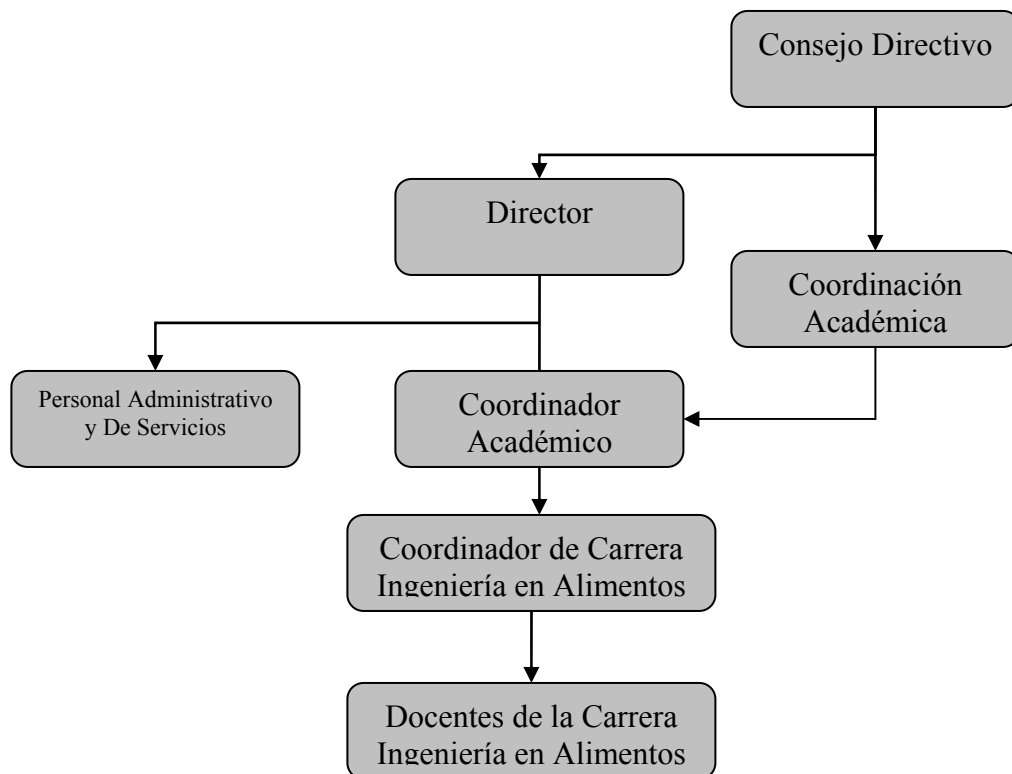 Consejo Directivo
Director
Coordinación
Académica
Personal Administrativo
y De Servicios
Coordinador
Académico
Coordinador de Carrera
Ingeniería en Alimentos
Docentes de la Carrera
Ingeniería en Alimentos